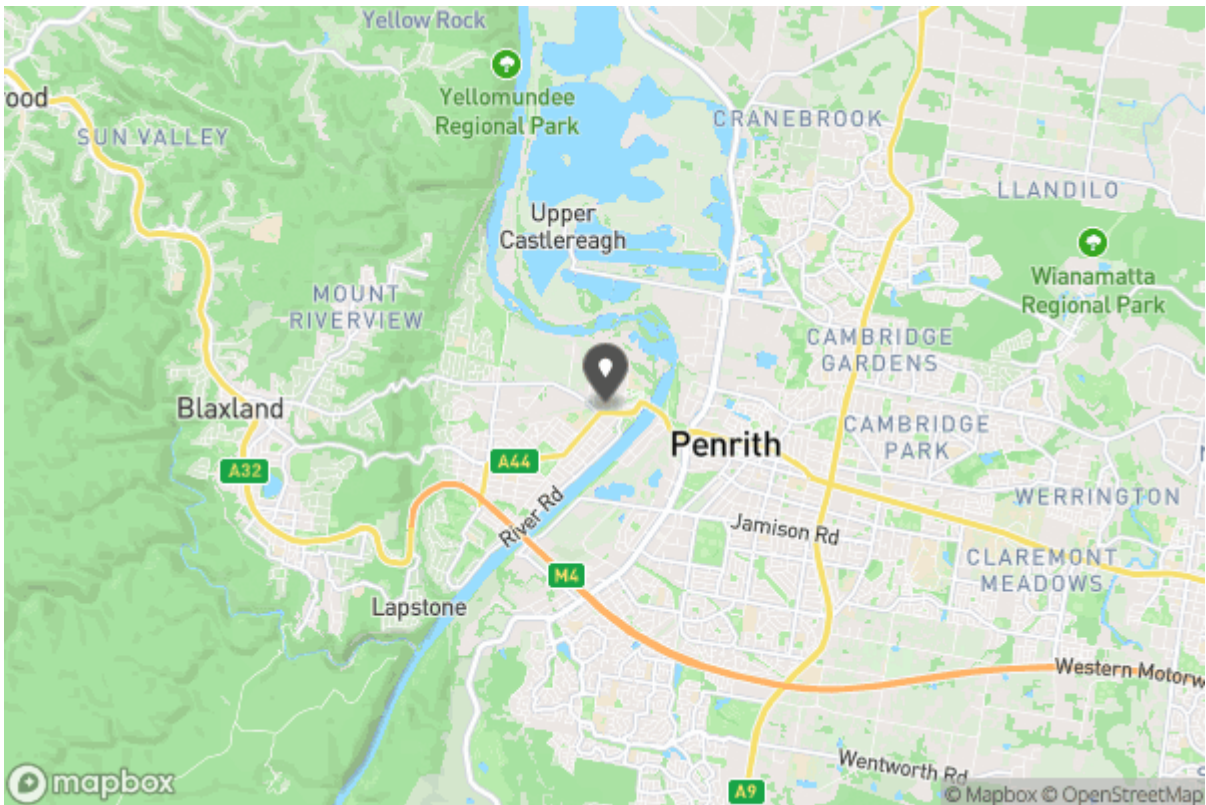 Yellow Rock
Yellomundee
Regional Park
rood
SUN VALLEY
CRANEBROOK
LLANDILO
Upper
Castlereagh
Wianamatta
Regional Park
MOUNT
RIVERVIEW
CAMBRIDGE
GARDENS
Blaxland
CAMBRIDGE
PARK
Penrith
A44
A32
WERRINGTON
River Rd
Jamison Rd
CLAREMONT
MEADOWS
M4
Lapstone
Western Motorw
Wentworth Rd
A9
mapbox
© Mapbox © OpenStreetMap